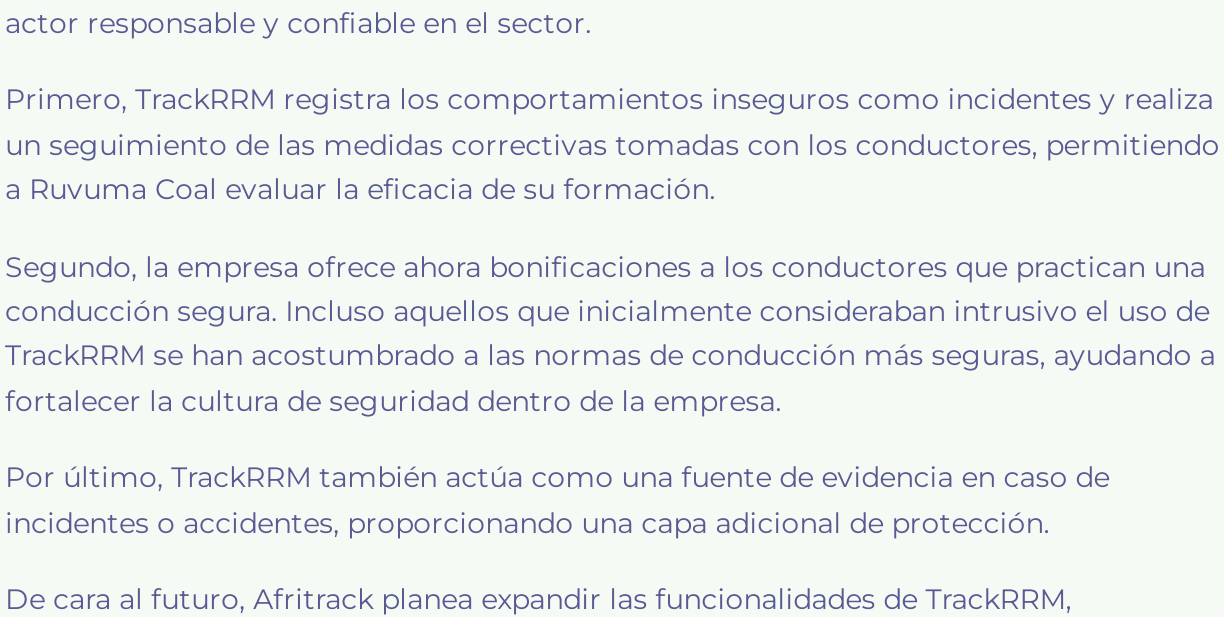 actor responsable y confiable en el sector.
Primero, TrackRRM registra los comportamientos inseguros como incidentes y realiza
un seguimiento de las medidas correctivas tomadas con los conductores, permitiendo
a Ruvuma Coal evaluar la eficacia de su formación.
Segundo, la empresa ofrece ahora bonificaciones a los conductores que practican una
conducción segura. Incluso aquellos que inicialmente consideraban intrusivo el uso de
TrackRRM se han acostumbrado a las normas de conducción más seguras, ayudando a
fortalecer la cultura de seguridad dentro de la empresa.
Por último, TrackRRM también actúa como una fuente de evidencia en caso de
incidentes o accidentes, proporcionando una capa adicional de protección.
De cara al futuro, Afritrack planea expandir las funcionalidades de TrackRRM,